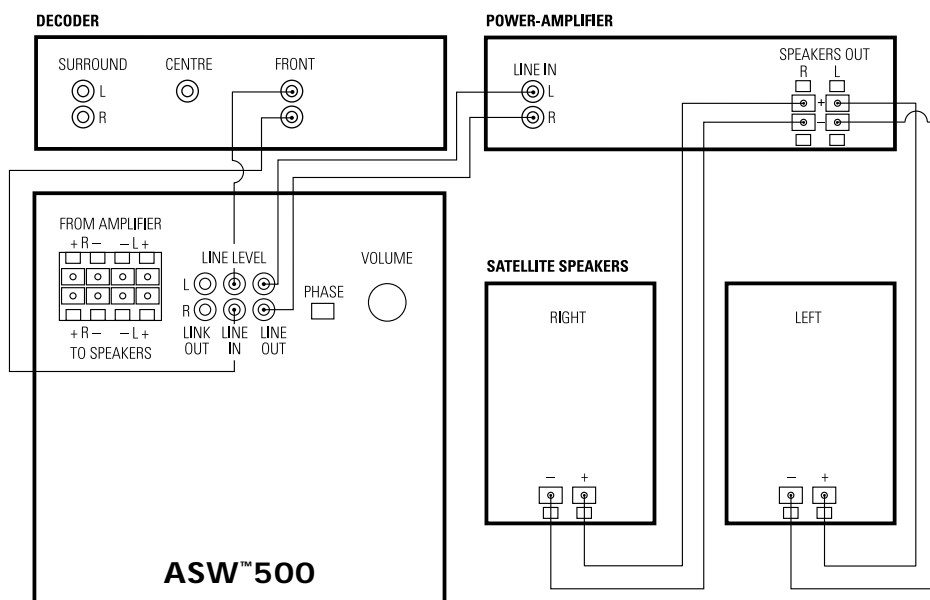 DECODER
SURROUND CENTRE FRONT
L
R
POWER-AMPLIFIER
LINE IN
L
R
SPEAKERS OUT
R L
+
–
FROM AMPLIFIER
+ R – – L +
+ R – – L +
TO SPEAKERS
LINE LEVEL
L
R
LINK OUT
LINE IN
LINE OUT
PHASE
VOLUME
ASW™500
SATELLITE SPEAKERS
RIGHT
– +
LEFT
– +